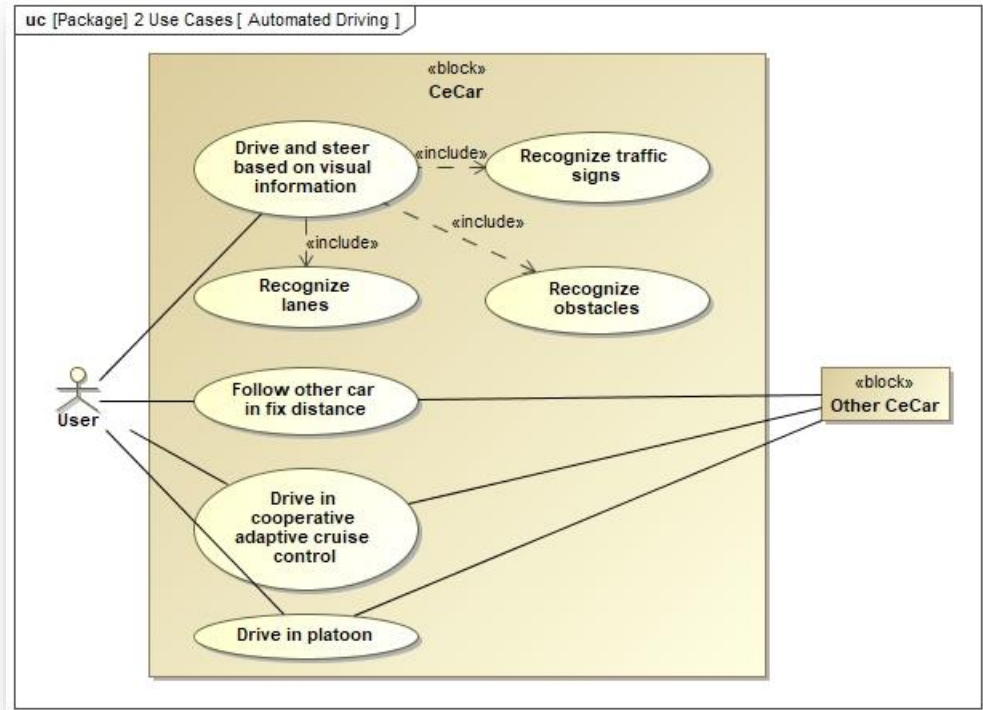 uc [Package] 2 Use Cases [ Automated Driving ]
«block»
CeCar
Drive and steer
based on visual
information
«include»
Recognize traffic
signs
«include»
«include»
Recognize
lanes
Recognize
obstacles
Follow other car
in fix distance
«block»
Other CeCar
User
Drive in
cooperative
adaptive cruise
control
Drive in platoon